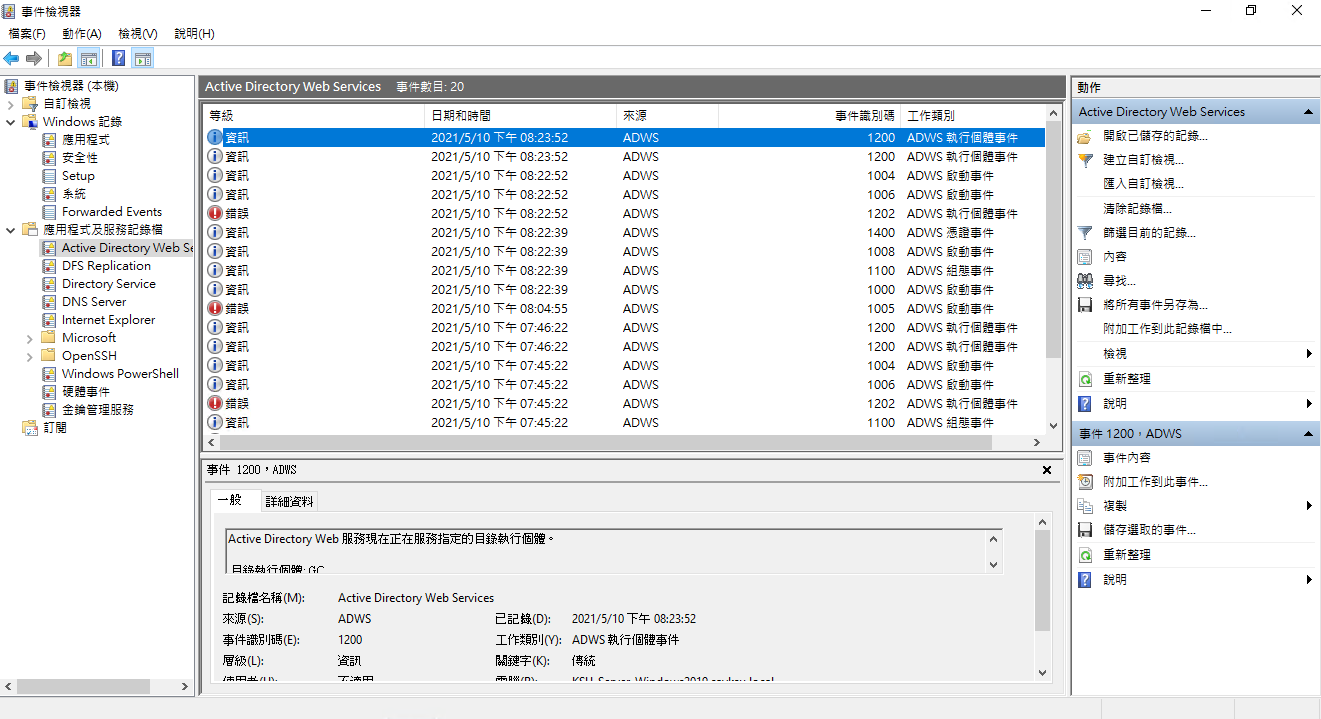 事件檢視器
檔案(F) 動作(A) 檢視(V) 說明(H)
事件檢視器 (本機)
自訂檢視
Windows 記錄
應用程式
安全性
Setup
系統
Forwarded Events
應用程式及服務記錄檔
Active Directory Web Se
DFS Replication
Directory Service
DNS Server
Internet Explorer
Microsoft
OpenSSH
Windows PowerShell
硬體事件
金鑰管理服務
訂閱
Active Directory Web Services 事件數目: 20
等級 日期和時間 來源 事件識別碼 工作類別
資訊 2021/5/10 下午 08:23:52 ADWS 1200 ADWS 執行個體事件
資訊 2021/5/10 下午 08:23:52 ADWS 1200 ADWS 執行個體事件
資訊 2021/5/10 下午 08:22:52 ADWS 1004 ADWS 啟動事件
資訊 2021/5/10 下午 08:22:52 ADWS 1006 ADWS 啟動事件
錯誤 2021/5/10 下午 08:22:52 ADWS 1202 ADWS 執行個體事件
資訊 2021/5/10 下午 08:22:39 ADWS 1400 ADWS 憑證事件
資訊 2021/5/10 下午 08:22:39 ADWS 1008 ADWS 啟動事件
資訊 2021/5/10 下午 08:22:39 ADWS 1100 ADWS 組態事件
資訊 2021/5/10 下午 08:22:39 ADWS 1000 ADWS 啟動事件
錯誤 2021/5/10 下午 08:04:55 ADWS 1005 ADWS 啟動事件
資訊 2021/5/10 下午 07:46:22 ADWS 1200 ADWS 執行個體事件
資訊 2021/5/10 下午 07:46:22 ADWS 1200 ADWS 執行個體事件
資訊 2021/5/10 下午 07:45:22 ADWS 1004 ADWS 啟動事件
資訊 2021/5/10 下午 07:45:22 ADWS 1006 ADWS 啟動事件
錯誤 2021/5/10 下午 07:45:22 ADWS 1202 ADWS 執行個體事件
資訊 2021/5/10 下午 07:45:22 ADWS 1100 ADWS 組態事件
事件 1200，ADWS
一般 詳細資料
Active Directory Web 服務現在正在服務指定的目錄執行個體。
目錄執行個體: GC
記錄檔名稱(M): Active Directory Web Services
來源(S): ADWS 已記錄(D): 2021/5/10 下午 08:23:52
事件識別碼(E): 1200 工作類別(Y): ADWS 執行個體事件
層級(L): 資訊 關鍵字(K): 傳統
使用者(U): 不適用 電腦(R):
動作
Active Directory Web Services
開啟已儲存的記錄...
建立自訂檢視...
匯入自訂檢視...
清除記錄檔...
篩選目前的記錄...
內容
尋找...
將所有事件另存為...
附加工作到此記錄檔中...
檢視
重新整理
說明
事件 1200，ADWS
事件內容
附加工作到此事件...
複製
儲存選取的事件...
重新整理
說明